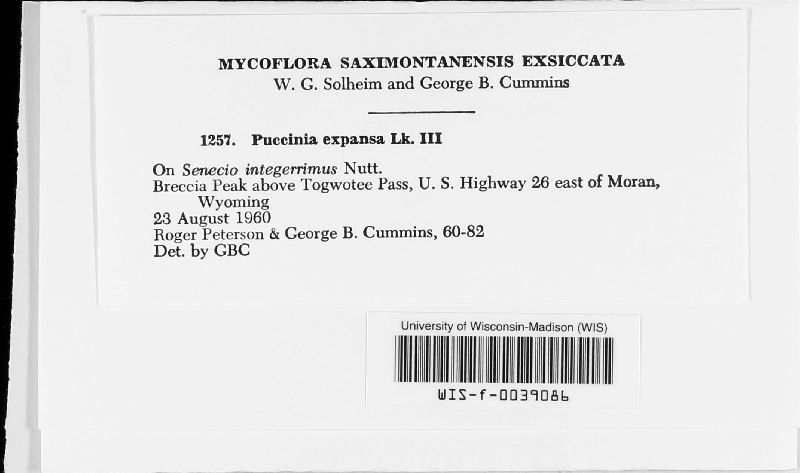 MYCOFLORA SAXIMONTANENSIS EXSICCATA
W. G. Solheim and George B. Cummins
1257. Puccinia expansa Lk. III
On Senecio integerrimus Nutt.
Breccia Peak above Togwotee Pass, U. S. Highway 26 east of Moran,
Wyoming
23 August 1960
Roger Peterson & George B. Cummins, 60-82
Det. by GBC
University of Wisconsin-Madison (WIS)
WIS-f-0039086